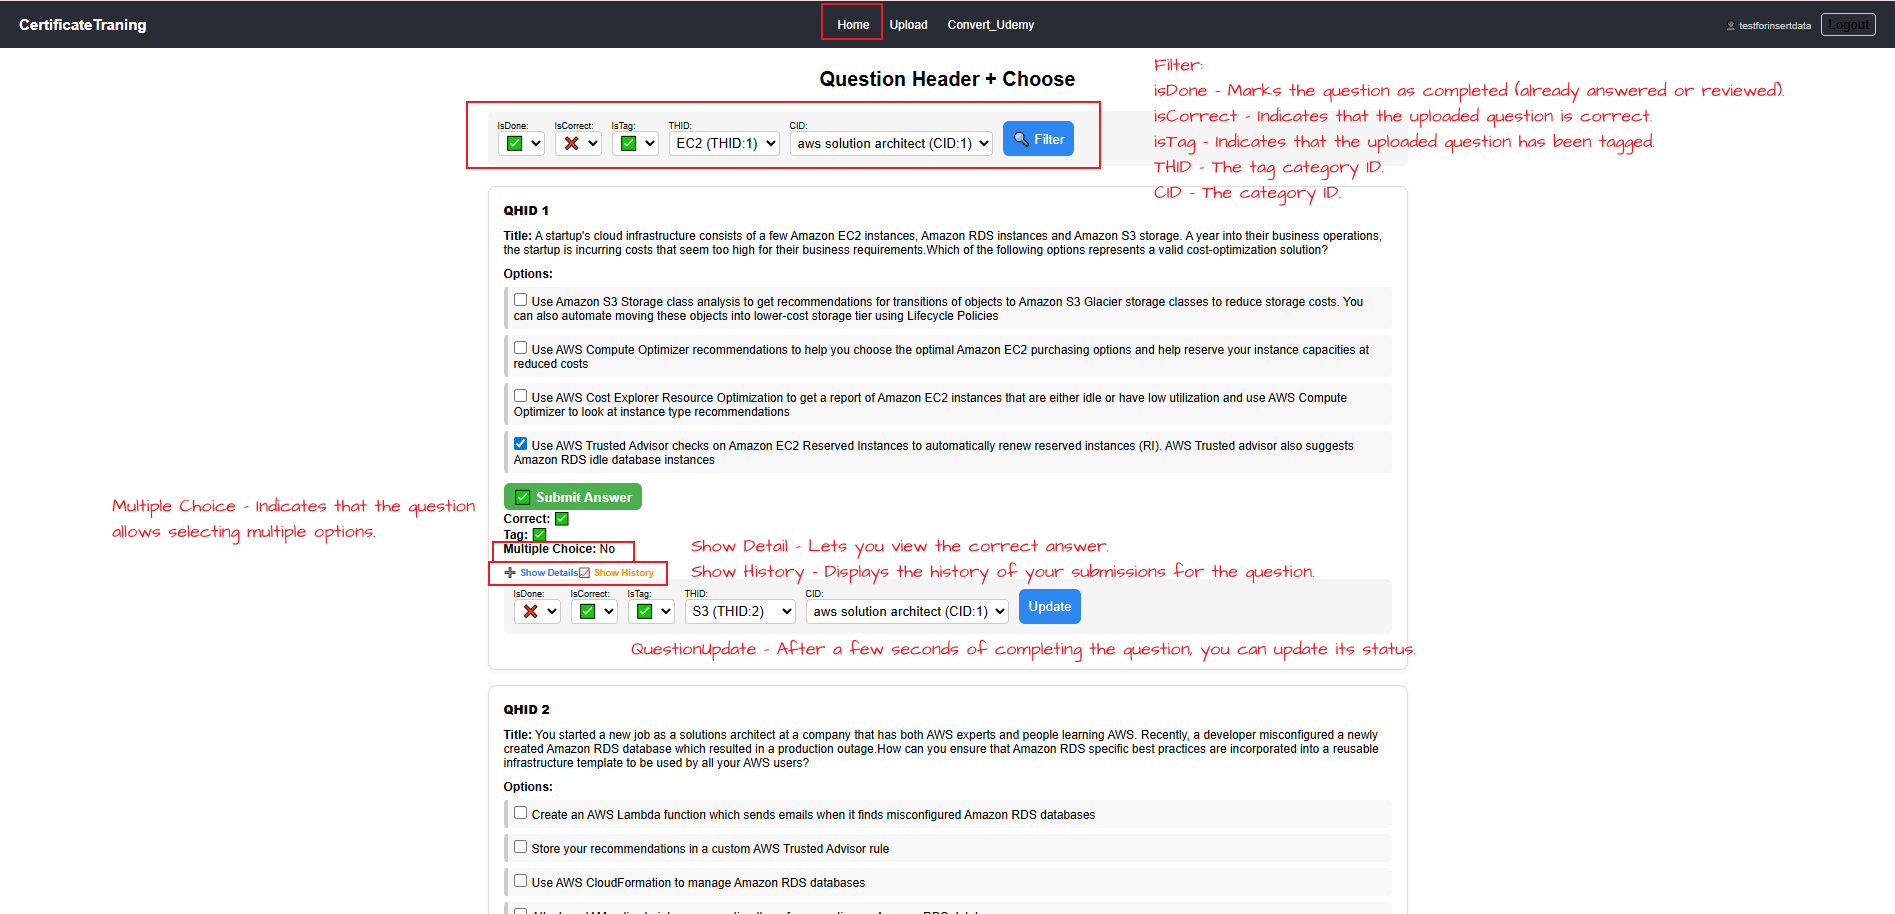 CertificateTraning
Home
Upload
Convert_Udemy
testforinsertdata
Logout
Question Header + Choose
Filter:
isDone - Marks the question as completed (already answered or reviewed).
isCorrect - Indicates that the uploaded question is correct.
isTag - Indicates that the uploaded question has been tagged.
THID - The tag category ID.
CID - The category ID.
IsDone:
IsCorrect:
IsTag:
THID:
CID:
EC2 (THID:1)
aws solution architect (CID:1)
Filter
QHID 1
Title: A startup's cloud infrastructure consists of a few Amazon EC2 instances, Amazon RDS instances and Amazon S3 storage. A year into their business operations,
the startup is incurring costs that seem too high for their business requirements.Which of the following options represents a valid cost-optimization solution?
Options:
Use Amazon S3 Storage class analysis to get recommendations for transitions of objects to Amazon S3 Glacier storage classes to reduce storage costs. You
can also automate moving these objects into lower-cost storage tier using Lifecycle Policies
Use AWS Compute Optimizer recommendations to help you choose the optimal Amazon EC2 purchasing options and help reserve your instance capacities at
reduced costs
Use AWS Cost Explorer Resource Optimization to get a report of Amazon EC2 instances that are either idle or have low utilization and use AWS Compute
Optimizer to look at instance type recommendations
Use AWS Trusted Advisor checks on Amazon EC2 Reserved Instances to automatically renew reserved instances (RI). AWS Trusted advisor also suggests
Amazon RDS idle database instances
Submit Answer
Correct:
Tag:
Multiple Choice: No
Multiple Choice - Indicates that the question
allows selecting multiple options.
Show Details
Show History
Show Detail - Lets you view the correct answer.
Show History - Displays the history of your submissions for the question.
IsDone:
IsCorrect:
IsTag:
THID:
CID:
S3 (THID:2)
aws solution architect (CID:1)
Update
QuestionUpdate - After a few seconds of completing the question, you can update its status.
QHID 2
Title: You started a new job as a solutions architect at a company that has both AWS experts and people learning AWS. Recently, a developer misconfigured a newly
created Amazon RDS database which resulted in a production outage.How can you ensure that Amazon RDS specific best practices are incorporated into a reusable
infrastructure template to be used by all your AWS users?
Options:
Create an AWS Lambda function which sends emails when it finds misconfigured Amazon RDS databases
Store your recommendations in a custom AWS Trusted Advisor rule
Use AWS CloudFormation to manage Amazon RDS databases